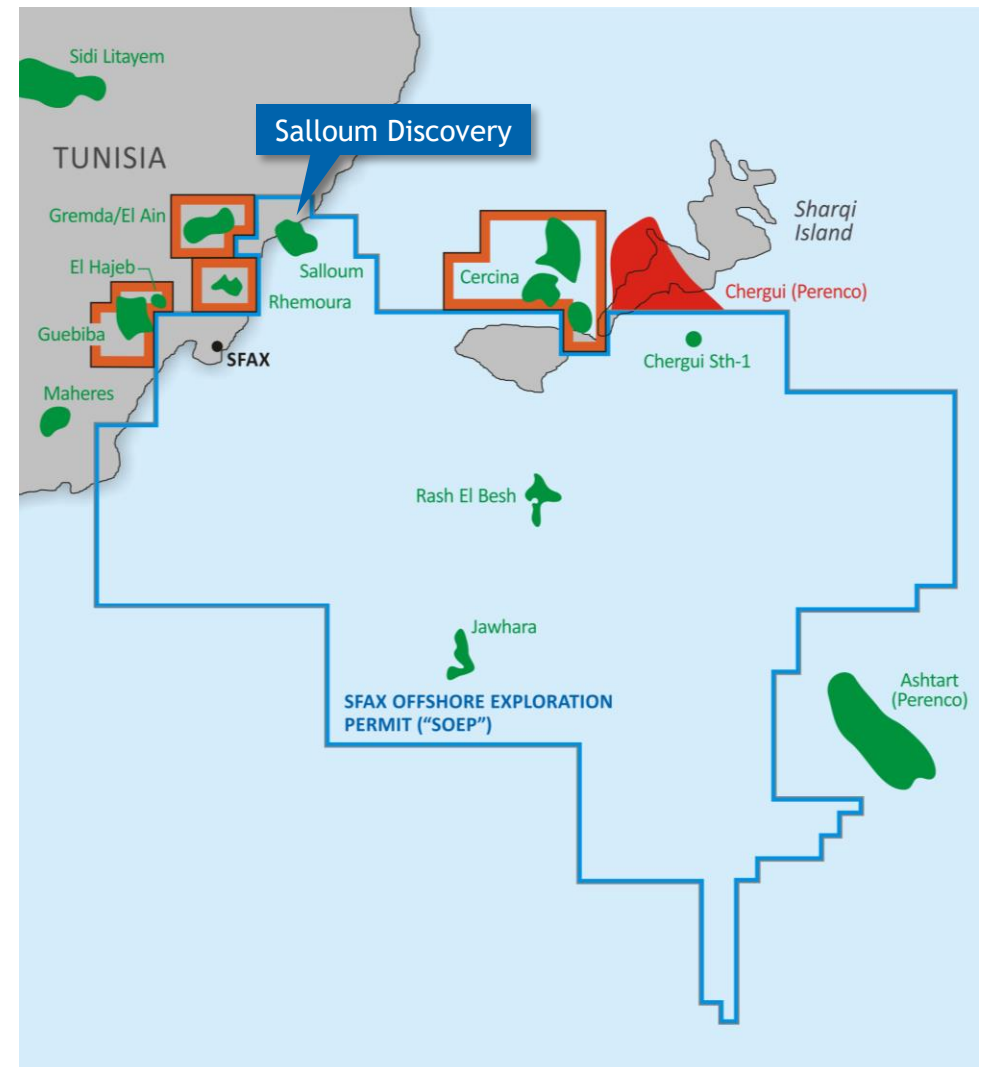 Sidi Litayem
Salloum Discovery
TUNISIA
Gremda/El Ain
Sharqi
Island
El Hajeb
Salloum
Cercina
Rhemoura
Chergui (Perenco)
Guebiba
SFAX
Chergui Sth-1
Maheres
Rash El Besh
Jawhara
Ashtart
(Perenco)
SFAX OFFSHORE EXPLORATION
PERMIT ("SOEP")